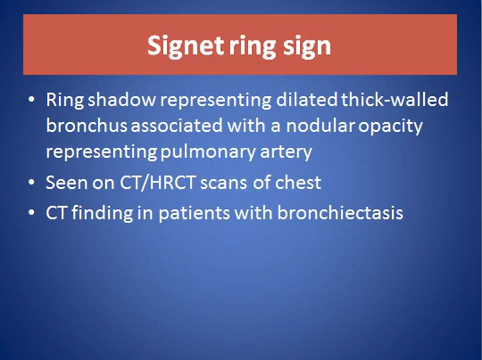 Signet ring sign
• Ring shadow representing dilated thick-walled
bronchus associated with a nodular opacity
representing pulmonary artery
• Seen on CT/HRCT scans of chest
• CT finding in patients with bronchiectasis